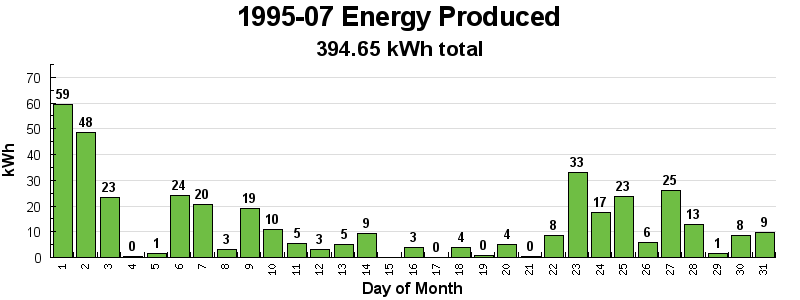 1995-07 Energy Produced
394.65 kWh total
kWh
70
60
50
40
30
20
10
0
59 48 23 0 1 24 20 3 19 10 5 3 5 9 3 0 4 0 4 0 8 33 17 23 6 25 13 1 8 9
1 2 3 4 5 6 7 8 9 10 11 12 13 14 15 16 17 18 19 20 21 22 23 24 25 26 27 28 29 30 31
Day of Month